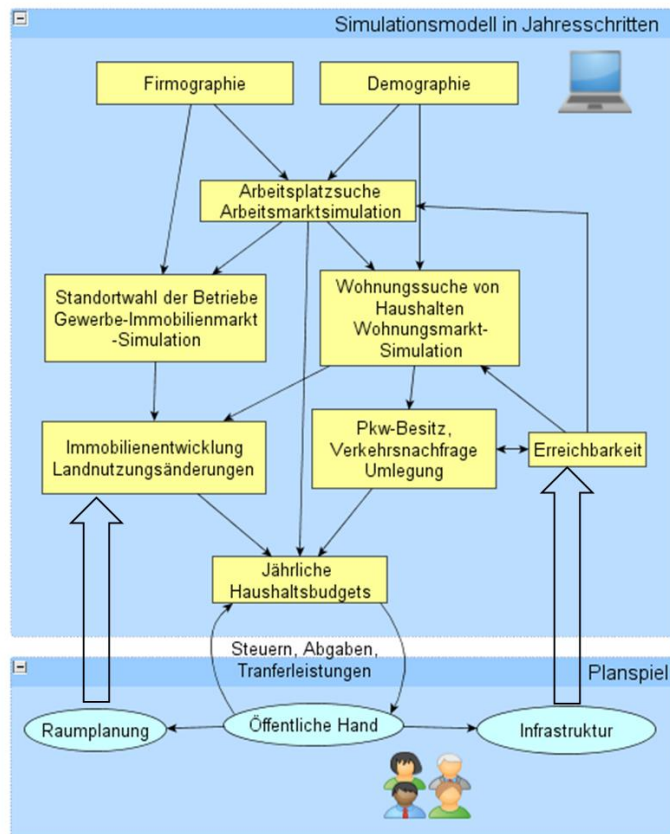 Simulationsmodell in Jahresschritten
Firmographie
Demographie
Arbeitsplatzsuche
Arbeitsmarktsimulation
Standortwahl der Betriebe
Gewerbe-Immobilienmarkt
-Simulation
Wohnungssuche von
Haushalten
Wohnungsmarkt-
Simulation
Immobilienentwicklung
Landnutzungsänderungen
Pkw-Besitz,
Verkehrsnachfrage
Umlegung
Erreichbarkeit
Jährliche
Haushaltsbudgets
Steuern, Abgaben,
Tranferleistungen
Planspiel
Raumplanung
Öffentliche Hand
Infrastruktur